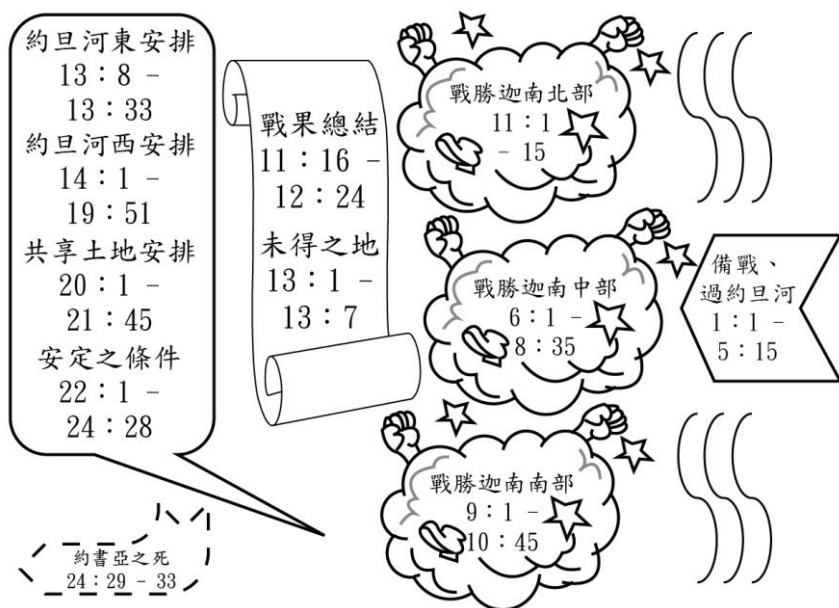 約旦河東安排
13：8 –
13：33
約旦河西安排
14：1 –
19：51
共享土地安排
20：1 –
21：45
安定之條件
22：1 –
24：28
戰果總結
11：16 –
12：24
未得之地
13：1 –
13：7
戰勝迦南北部
11：1
– 15
戰勝迦南中部
6：1 –
8：35
戰勝迦南南部
9：1 –
10：45
備戰、
過約旦河
1：1 –
5：15
約書亞之死
24：29 – 33